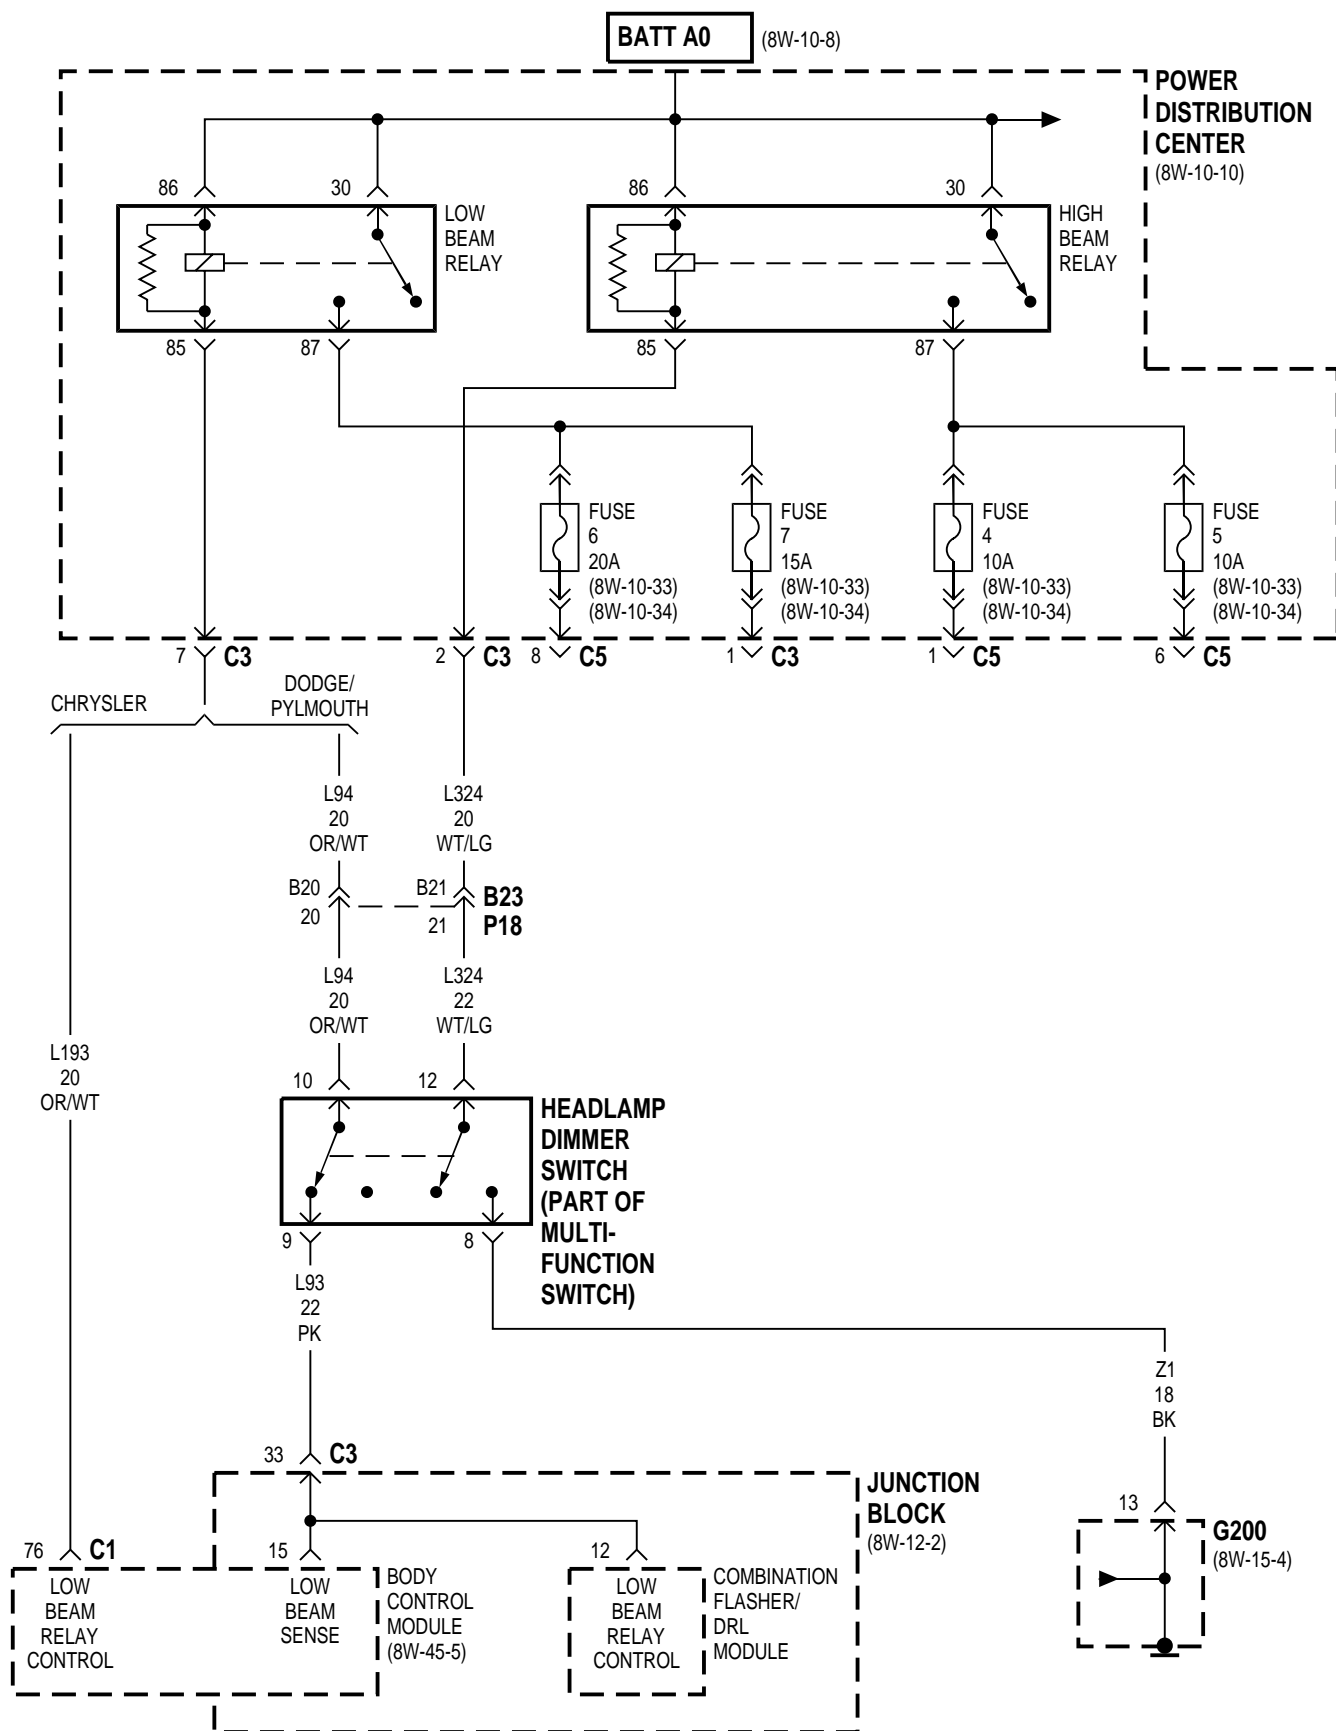 BATT A0
(8W-10-8)
POWER
DISTRIBUTION
CENTER
(8W-10-10)
86
30
86
30
LOW
BEAM
RELAY
HIGH
BEAM
RELAY
85
87
85
87
FUSE
6
20A
(8W-10-33)
(8W-10-34)
FUSE
7
15A
(8W-10-33)
(8W-10-34)
FUSE
4
10A
(8W-10-33)
(8W-10-34)
FUSE
5
10A
(8W-10-33)
(8W-10-34)
7
C3
2
C3
8
C5
1
C3
1
C5
6
C5
CHRYSLER
DODGE/
PYLMOUTH
L94
20
OR/WT
L324
20
WT/LG
B20
B21
B23
20
21
P18
L94
20
OR/WT
L324
22
WT/LG
L193
20
OR/WT
10
12
HEADLAMP
DIMMER
SWITCH
(PART OF
MULTI-
FUNCTION
SWITCH)
9
8
L93
22
PK
Z1
18
BK
33
C3
JUNCTION
BLOCK
(8W-12-2)
13
G200
(8W-15-4)
76
C1
15
12
LOW
BEAM
RELAY
CONTROL
LOW
BEAM
SENSE
BODY
CONTROL
MODULE
(8W-45-5)
LOW
BEAM
RELAY
CONTROL
COMBINATION
FLASHER/
DRL
MODULE